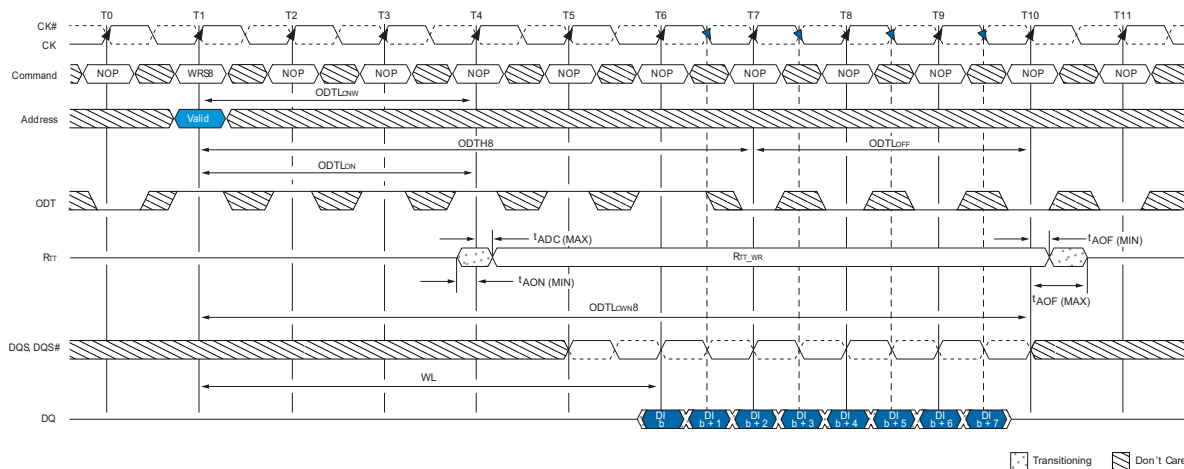 T0 T1 T2 T3 T4 T5 T6 T7 T8 T9 T10 T11
CK#
CK
Command NOP WRS8 NOP NOP NOP NOP NOP NOP NOP NOP NOP NOP
ODTLCNW
Address Valid
ODTH8 ODTLOFF
ODTLON
ODT
tADC (MAX) tAOF (MIN)
RTT RTT_WR
tAON (MIN) tAOF (MAX)
ODTLCWN8
DQS, DQS#
WL
DQ DI b DI b + 1 DI b + 2 DI b + 3 DI b + 4 DI b + 5 DI b + 6 DI b + 7
Transitioning Don't Care